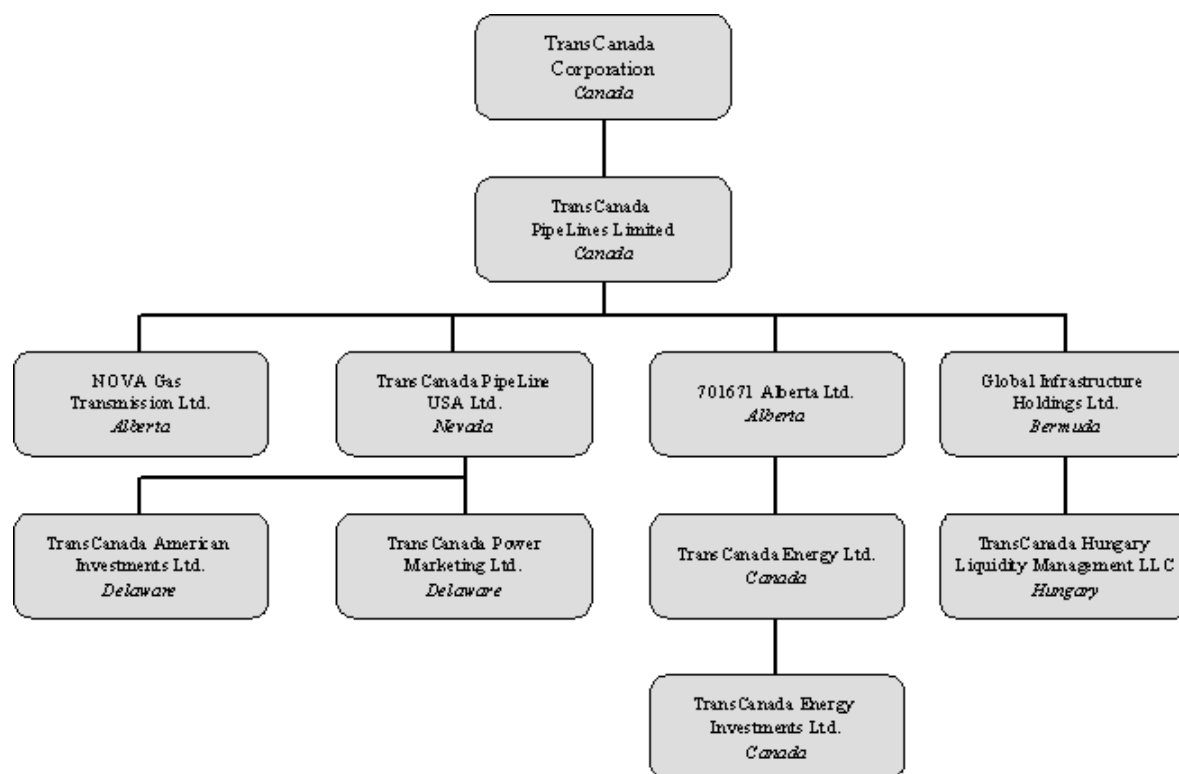 TransCanada
Corporation
Canada
TransCanada
PipeLines Limited
Canada
NOVA Gas
Transmission Ltd.
Alberta
TransCanada PipeLine
USA Ltd.
Nevada
701671 Alberta Ltd.
Alberta
Global Infrastructure
Holdings Ltd.
Bermuda
TransCanada American
Investments Ltd.
Delaware
TransCanada Power
Marketing Ltd.
Delaware
TransCanada Energy Ltd.
Canada
TransCanada Hungary
Liquidity Management LLC
Hungary
TransCanada Energy
Investments Ltd.
Canada